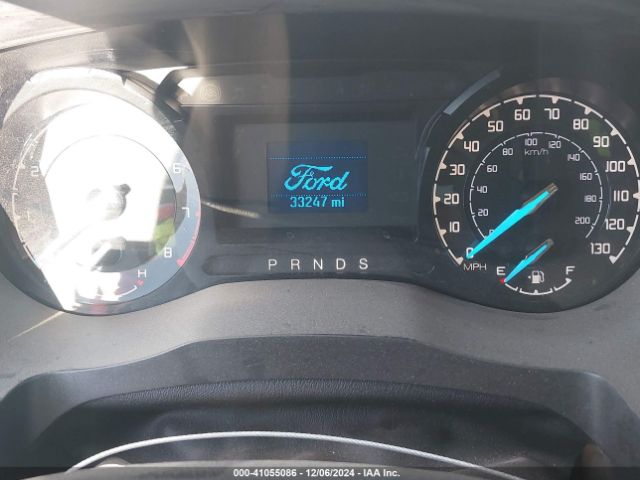 Ford
33247 mi
P R N D S
2
6
7
8
H
0 10 20 30 40 50 60 70 80 90 100 110 120 130
MPH
20 40 60 80 100 120 140 160 200
km/h
E F
000-41055086 - 12/06/2024 - IAA Inc.